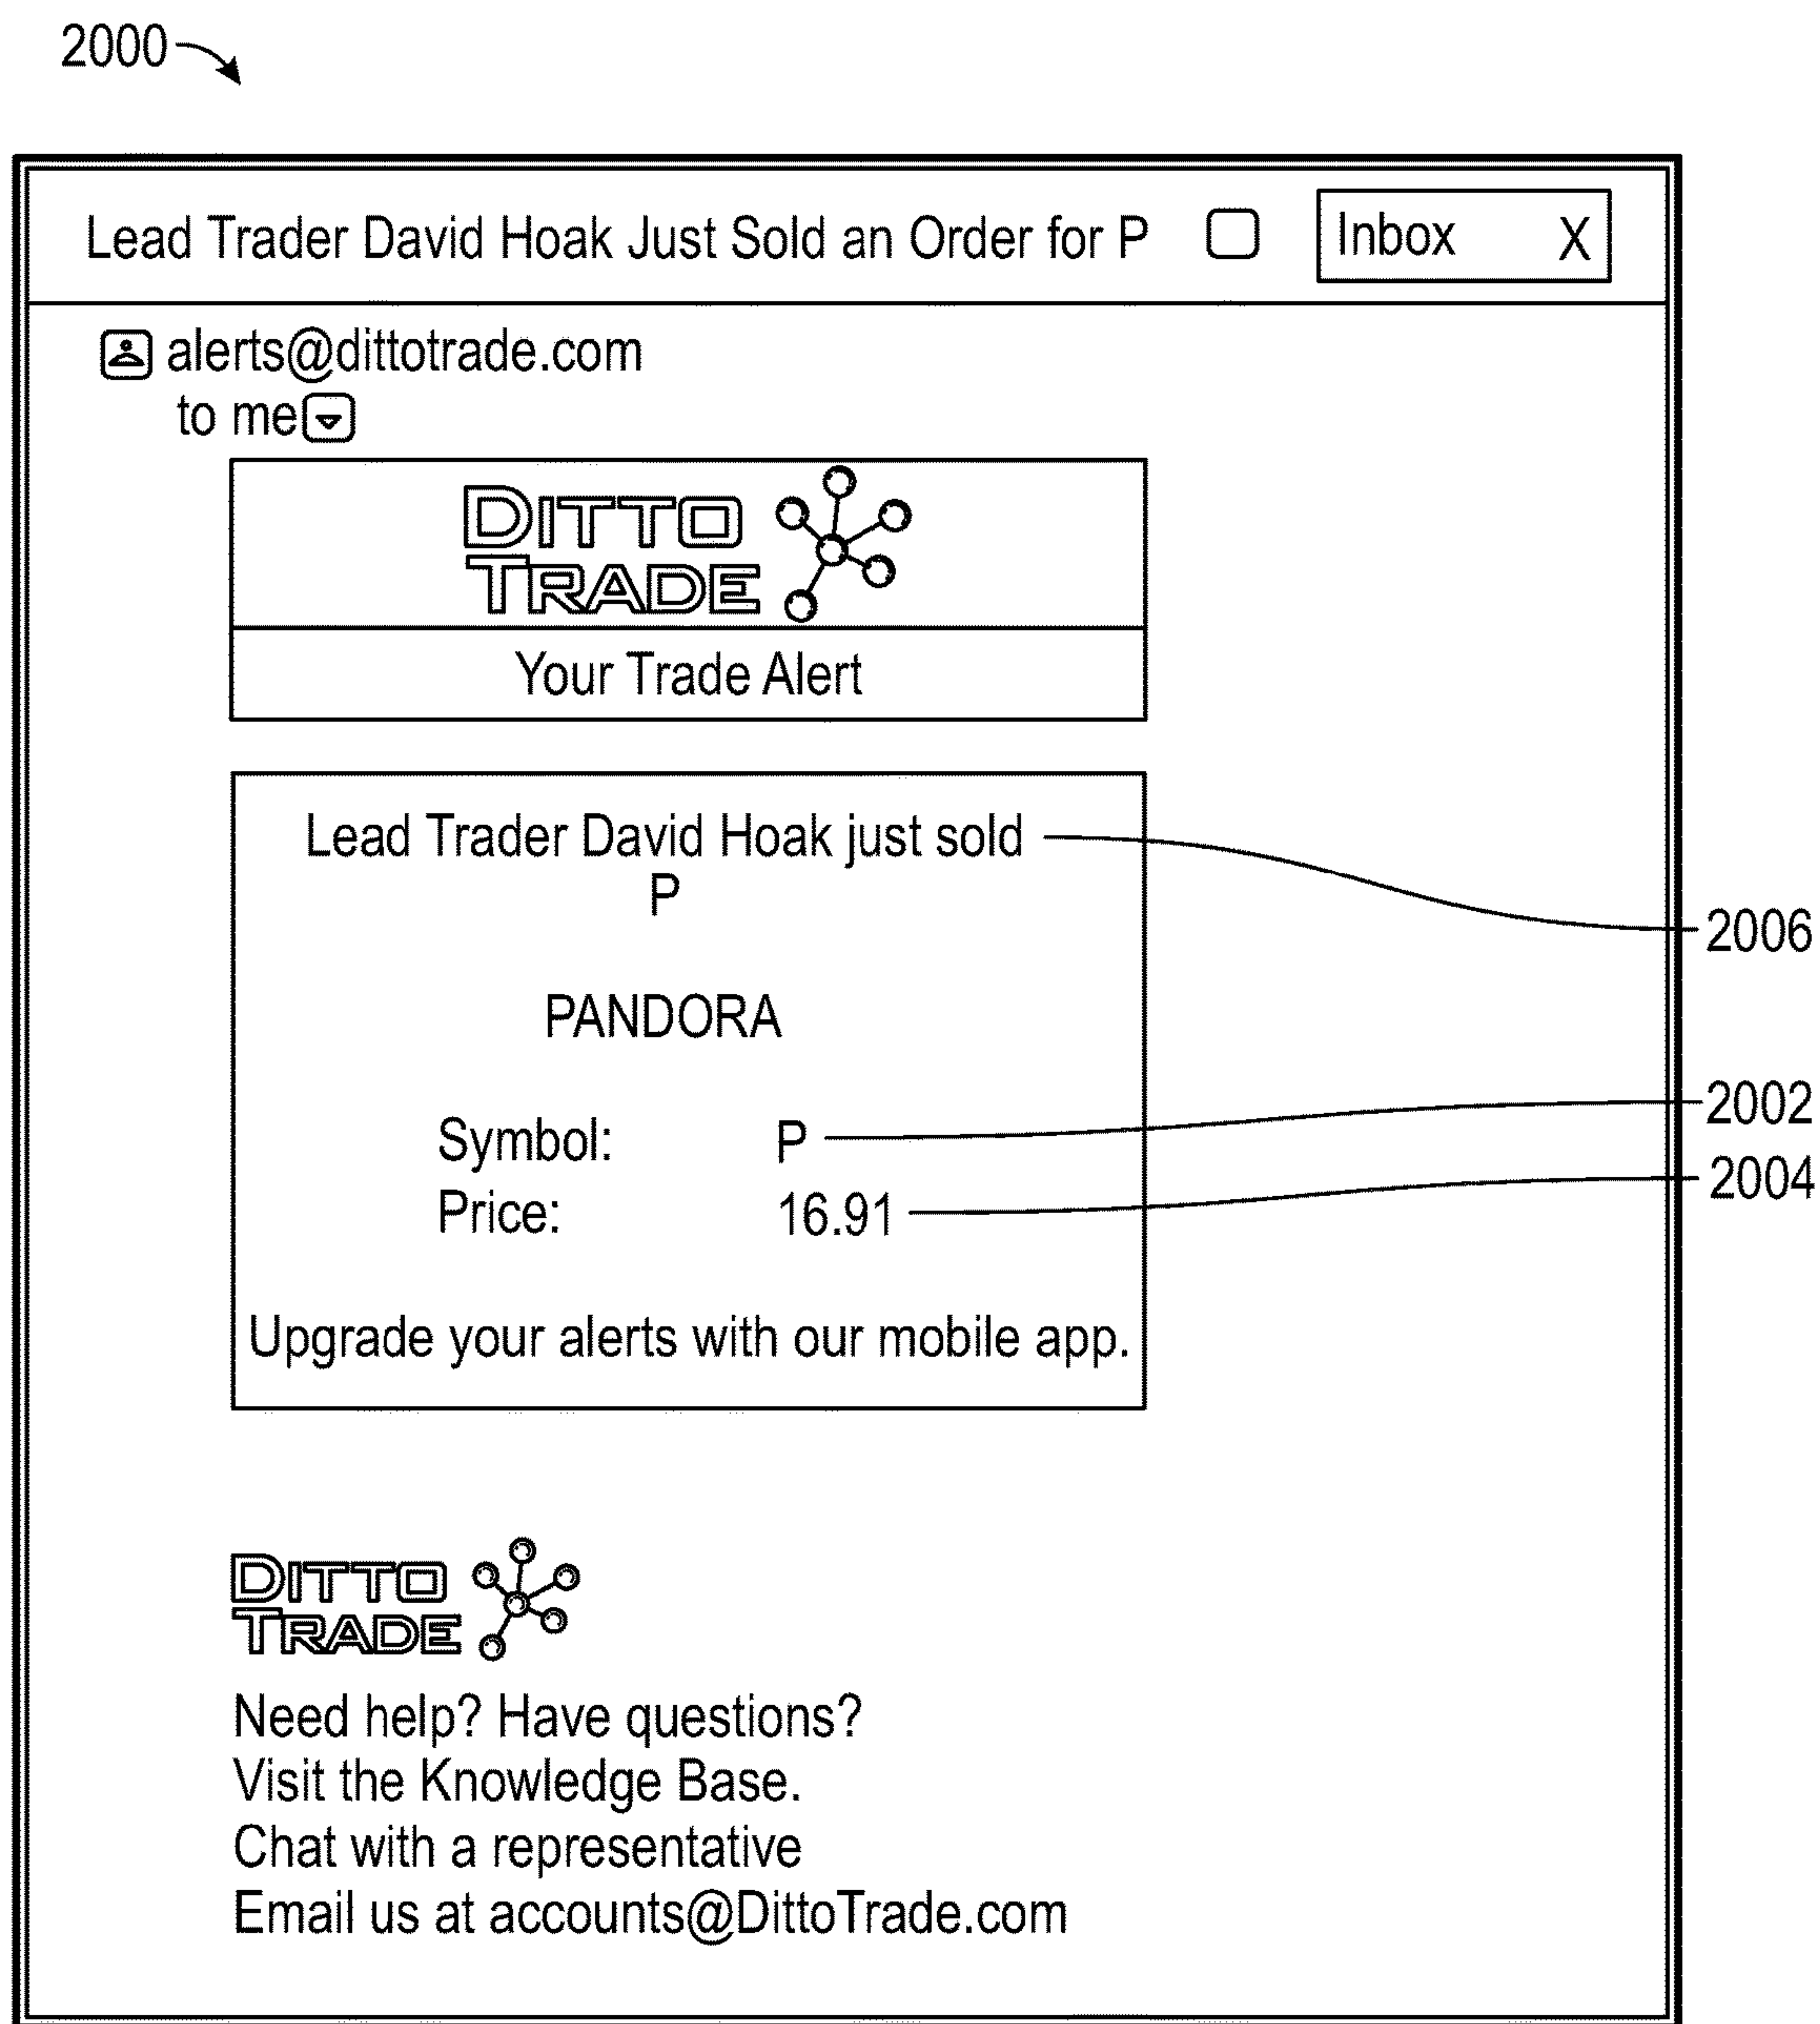 2000
Lead Trader David Hoak Just Sold an Order for P
Inbox X
alerts@dittotrade.com
to me
DITTO
TRADE
Your Trade Alert
Lead Trader David Hoak just sold
P
2006
PANDORA
2002
Symbol: P
2004
Price: 16.91
Upgrade your alerts with our mobile app.
DITTO
TRADE
Need help? Have questions?
Visit the Knowledge Base.
Chat with a representative
Email us at accounts@DittoTrade.com